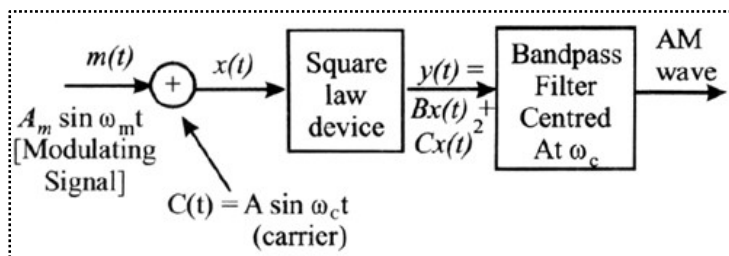 m(t)
A_m sin ω_m t
[Modulating
Signal]
+
x(t)
C(t) = A sin ω_c t
(carrier)
Square
law
device
y(t) =
Bx(t) +
Cx(t)²
Bandpass
Filter
Centred
At ω_c
AM
wave